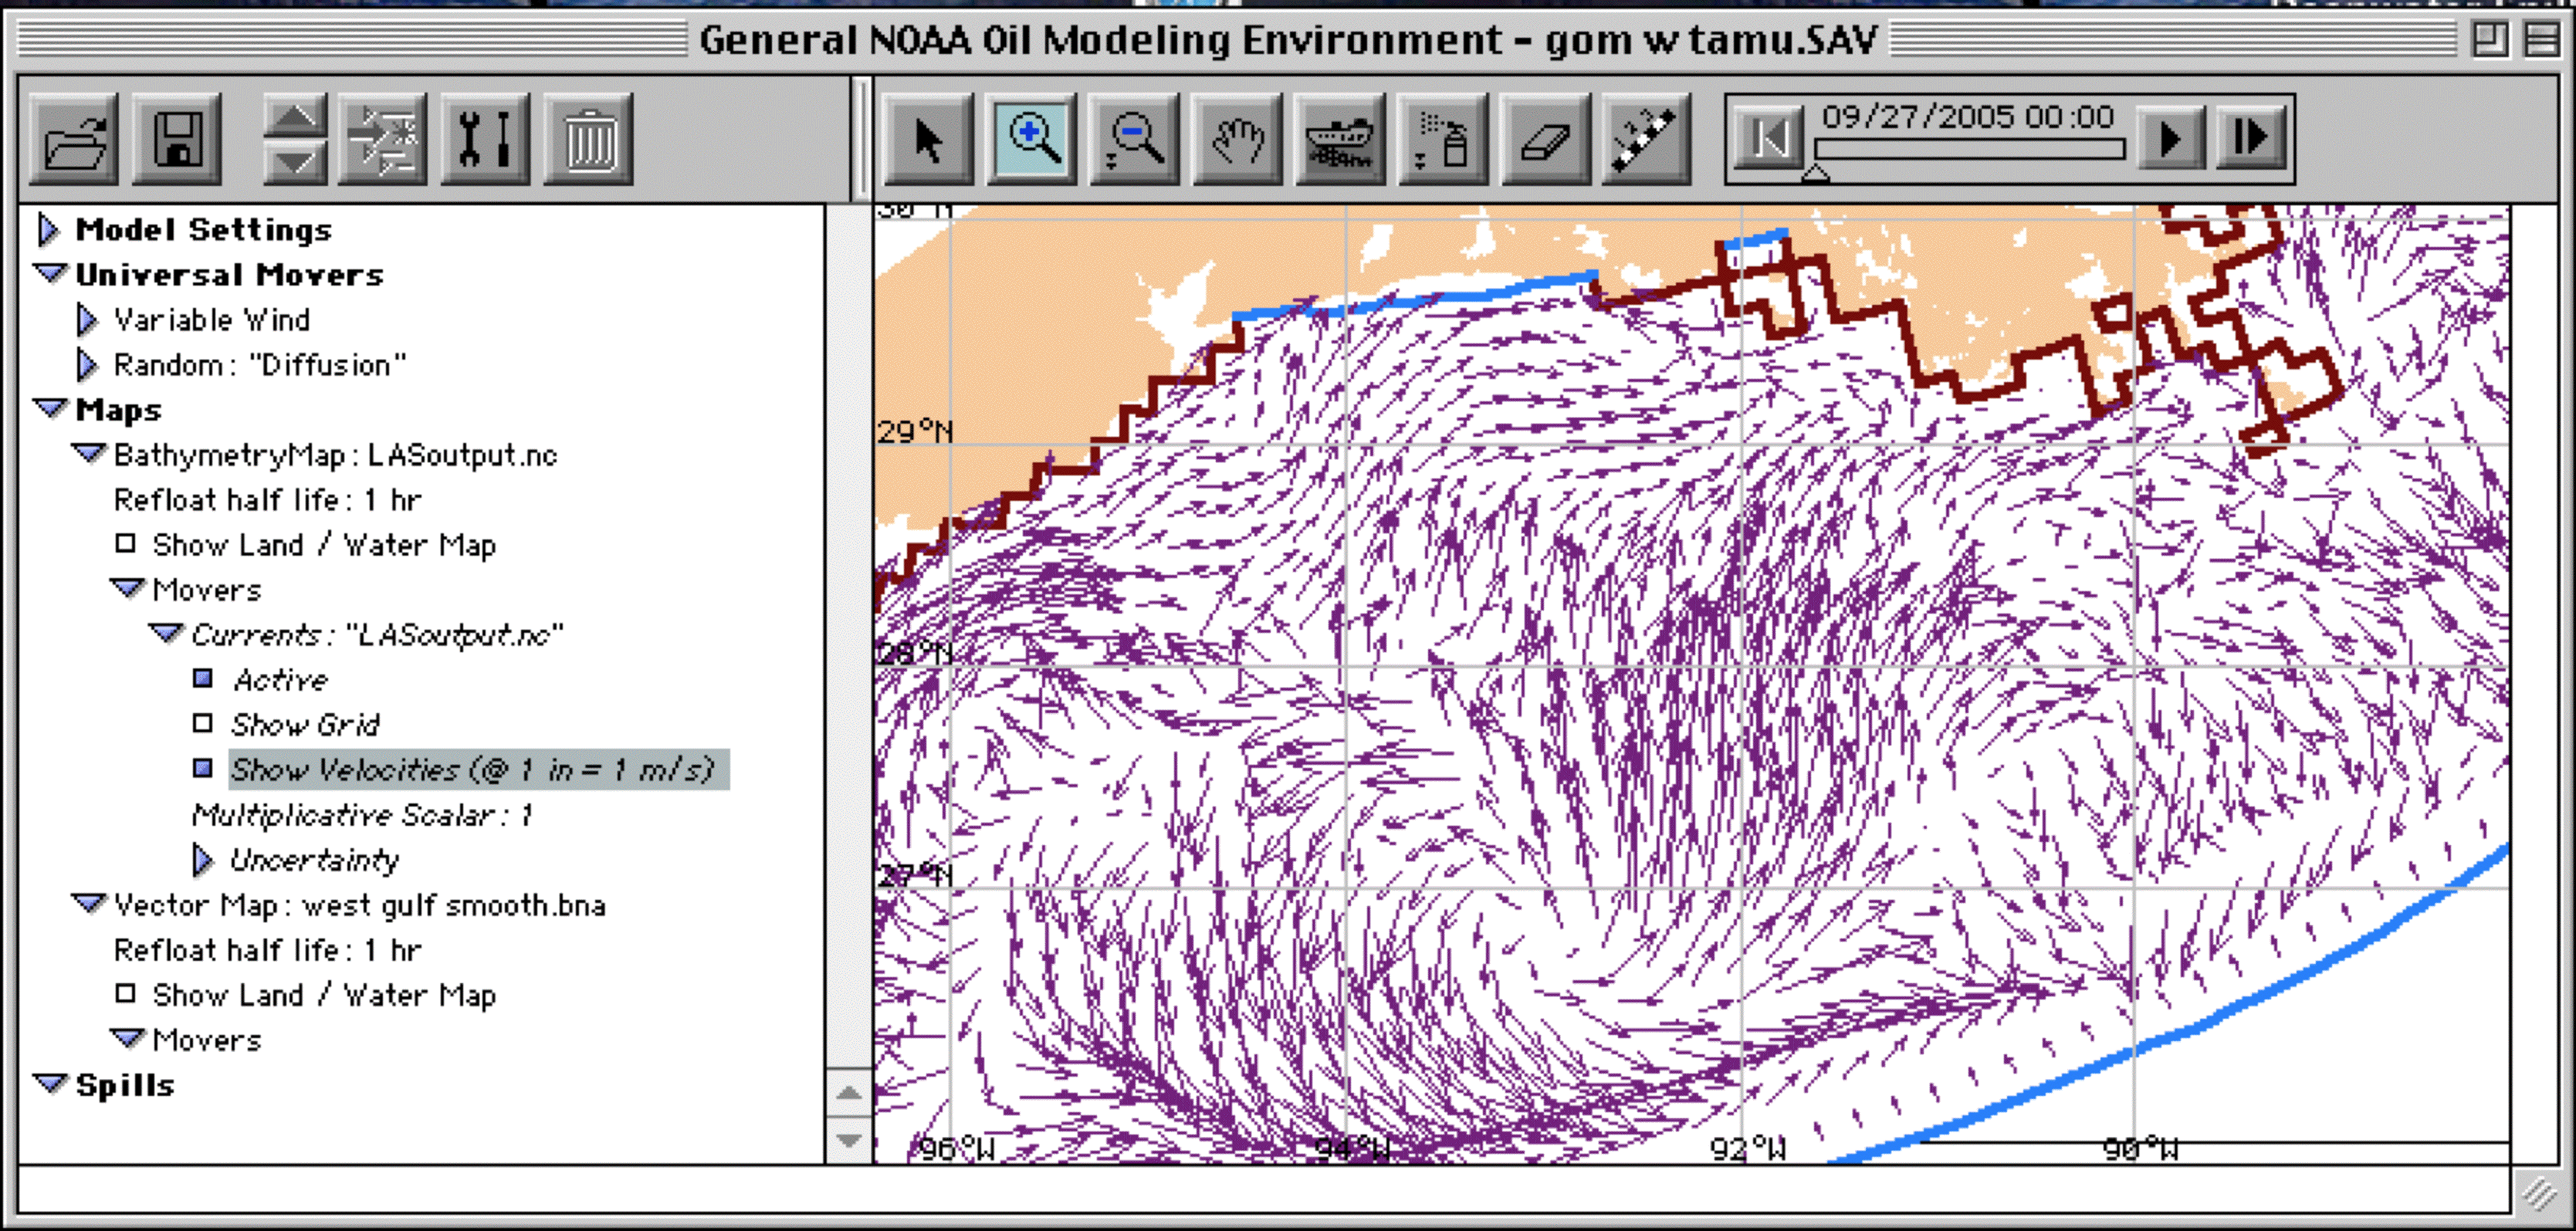 General NOAA Oil Modeling Environment - gom w tamu.SAV
09/27/2005 00:00
Model Settings
Universal Movers
Variable Wind
Random: "Diffusion"
Maps
BathymetryMap: LASoutput.nc
Refloat half life: 1 hr
Show Land / Water Map
Movers
Currents: "LASoutput.nc"
Active
Show Grid
Show Velocities (@ 1 in = 1 m/s)
Multiplicative Scalar: 1
Uncertainty
Vector Map: west gulf smooth.bna
Refloat half life: 1 hr
Show Land / Water Map
Movers
Spills
30°N
29°N
28°N
27°N
96°W
94°W
92°W
90°W